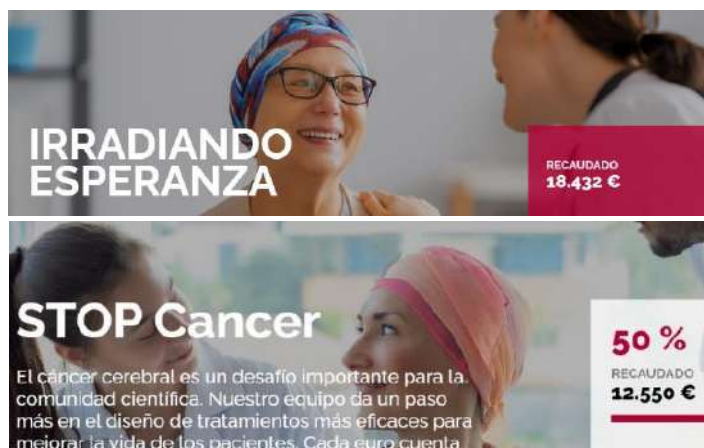 IRRADIANDO
ESPERANZA
RECAUDADO
18.432 €
STOP Cancer
50 %
RECAUDADO
12.550 €
El cáncer cerebral es un desafío importante para la
comunidad científica. Nuestro equipo da un paso
más en el diseño de tratamientos más eficaces para
mejorar la vida de los pacientes. Cada euro cuenta